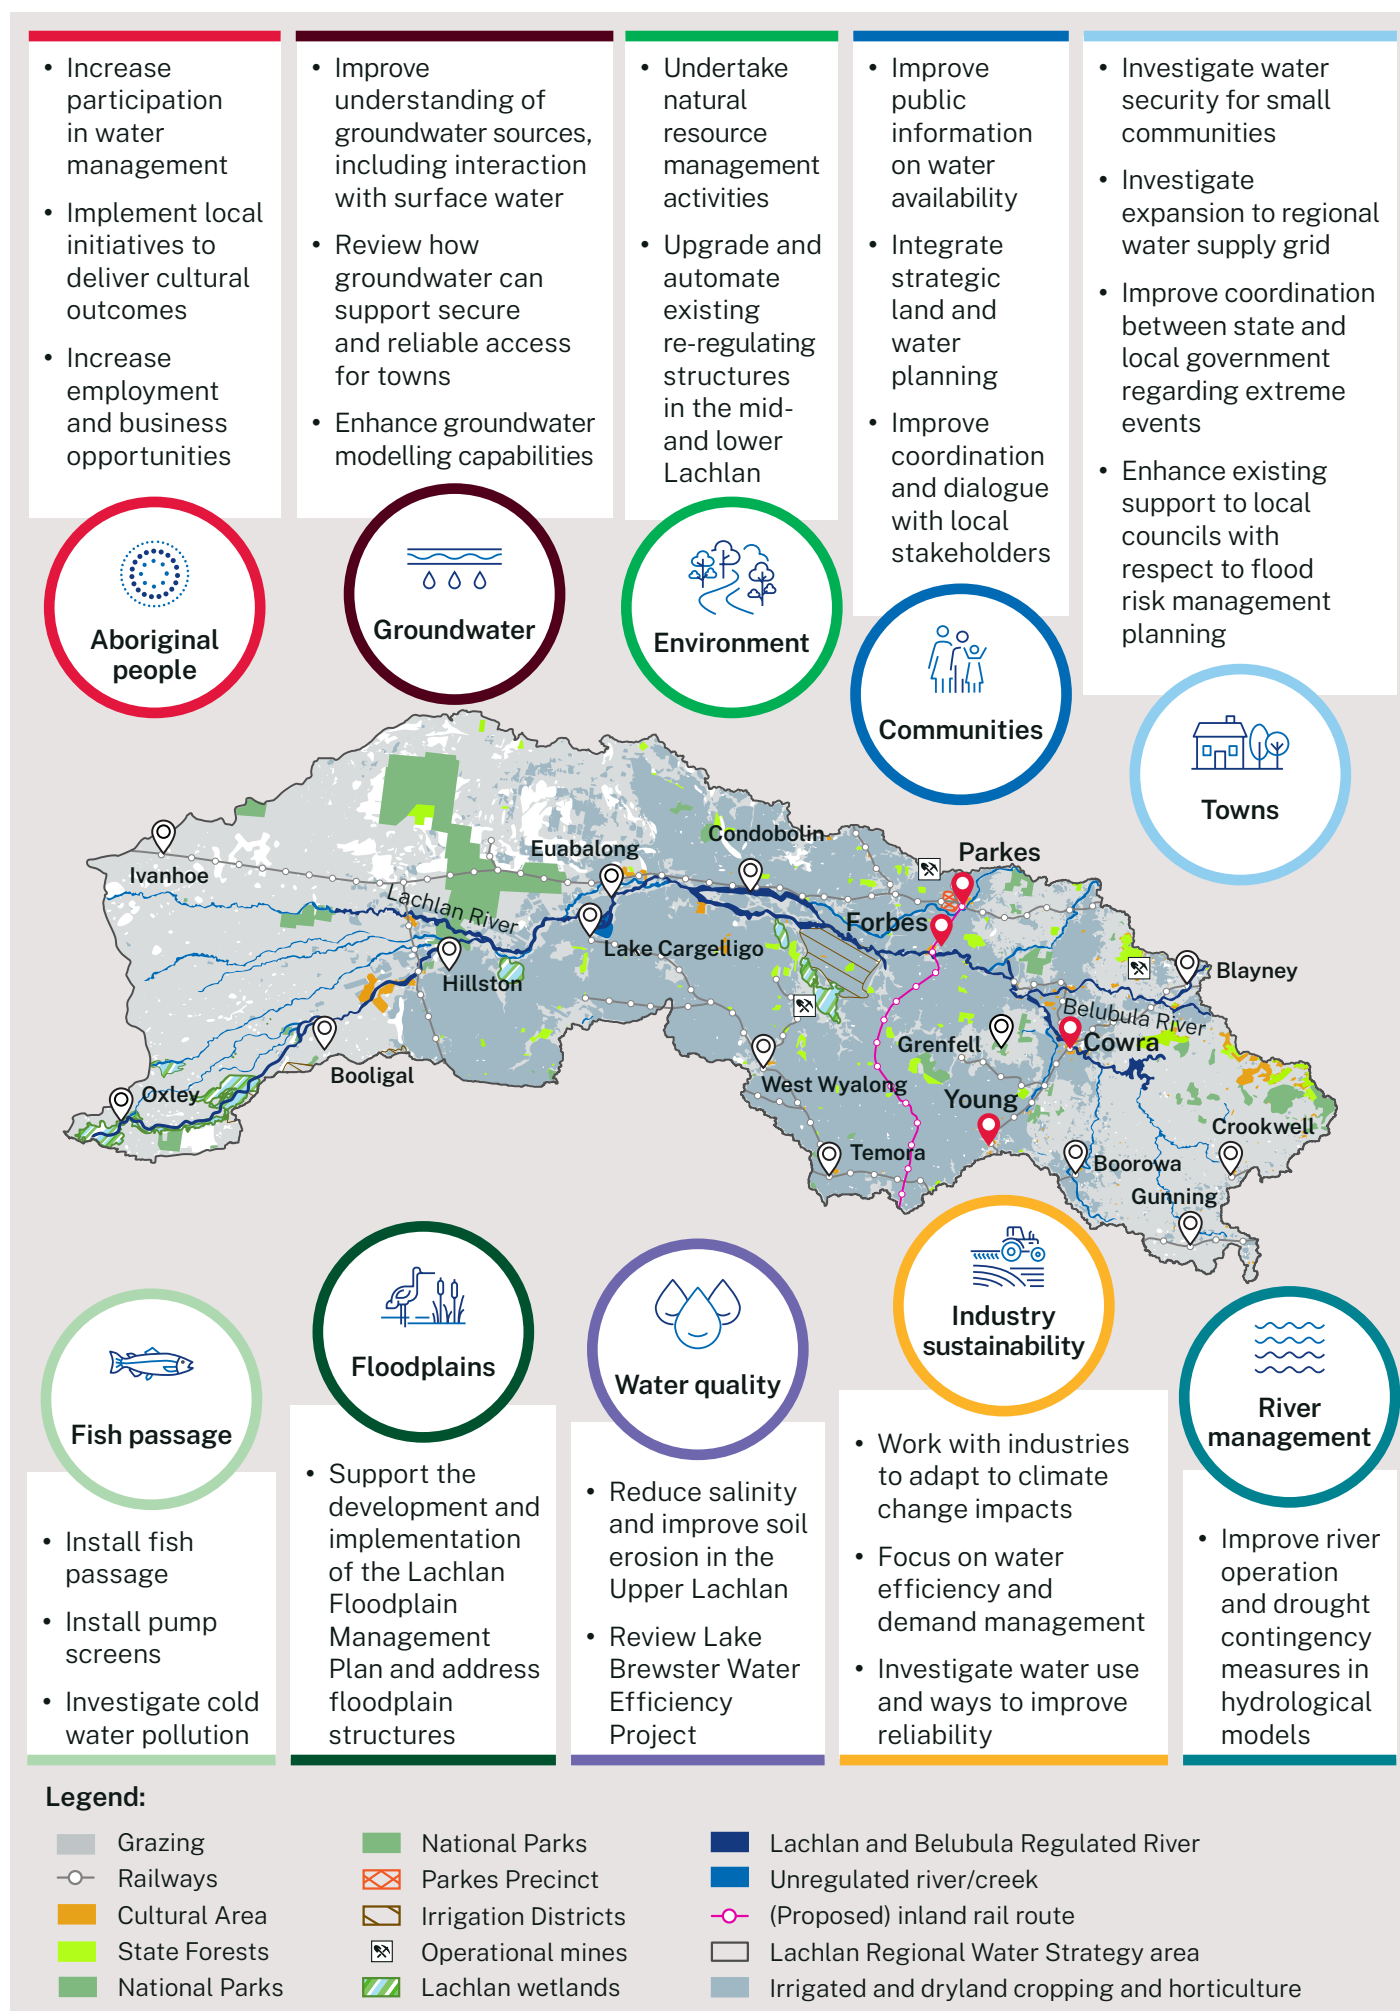 • Increase
participation
in water
management
• Implement local
initiatives to
deliver cultural
outcomes
• Increase
employment
and business
opportunities
Aboriginal
people
• Improve
understanding of
groundwater sources,
including interaction
with surface water
• Review how
groundwater can
support secure
and reliable access
for towns
• Enhance groundwater
modelling capabilities
Groundwater
• Undertake
natural
resource
management
activities
• Upgrade and
automate
existing
re-regulating
structures
in the mid-
and lower
Lachlan
Environment
• Improve
public
information
on water
availability
• Integrate
strategic
land and
water
planning
• Improve
coordination
and dialogue
with local
stakeholders
Communities
• Investigate water
security for small
communities
• Investigate
expansion to regional
water supply grid
• Improve coordination
between state and
local government
regarding extreme
events
• Enhance existing
support to local
councils with
respect to flood
risk management
planning
Towns
Ivanhoe
Euabalong
Condobolin
Parkes
Lachlan River
Forbes
Lake Cargelligo
Hillston
Blayney
Belubula River
Grenfell
Cowra
Booligal
Oxley
West Wyalong
Young
Crookwell
Temora
Boorowa
Gunning
Fish passage
• Install fish
passage
• Install pump
screens
• Investigate cold
water pollution
Floodplains
• Support the
development and
implementation
of the Lachlan
Floodplain
Management
Plan and address
floodplain
structures
Water quality
• Reduce salinity
and improve soil
erosion in the
Upper Lachlan
• Review Lake
Brewster Water
Efficiency
Project
Industry
sustainability
• Work with industries
to adapt to climate
change impacts
• Focus on water
efficiency and
demand management
• Investigate water use
and ways to improve
reliability
River
management
• Improve river
operation
and drought
contingency
measures in
hydrological
models
Legend:
Grazing
Railways
Cultural Area
State Forests
National Parks
National Parks
Parkes Precinct
Irrigation Districts
Operational mines
Lachlan wetlands
Lachlan and Belubula Regulated River
Unregulated river/creek
(Proposed) inland rail route
Lachlan Regional Water Strategy area
Irrigated and dryland cropping and horticulture